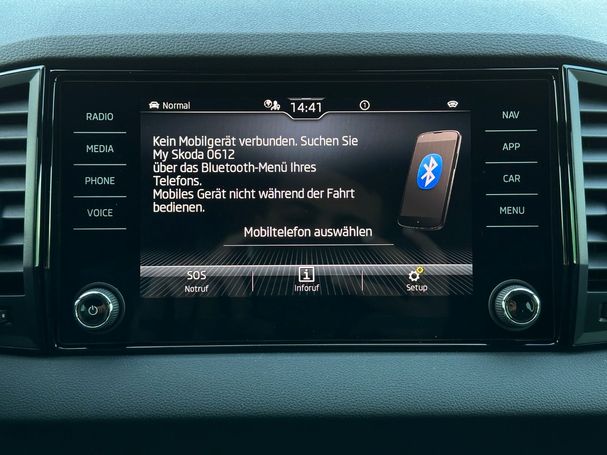 Normal
14:41
1
RADIO
MEDIA
PHONE
VOICE
NAV
APP
CAR
MENU
Kein Mobilgerät verbunden. Suchen Sie
My Skoda 0612
über das Bluetooth-Menü Ihres
Telefons.
Mobiles Gerät nicht während der Fahrt
bedienen.
Mobiltelefon auswählen
SOS
Notruf
i
Inforuf
Setup